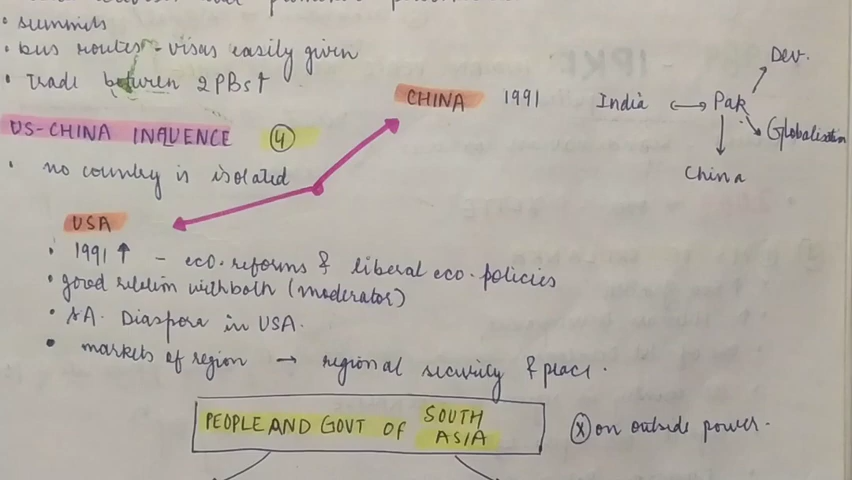 • summits
• bus routes - visas easily given
• Trade between 2 PBs ↑
US-CHINA INFLUENCE ④
• no country is isolated
CHINA 1991 India ⟷ Pak
Dev.
Globalisation
China
USA
• 1991 ↑ - eco. reforms & liberal eco. policies
• good relation with both (moderator)
• SA. Diaspora in USA.
• markets of region → regional security & peace.
PEOPLE AND GOVT OF SOUTH ASIA
ⓧ on outside power.